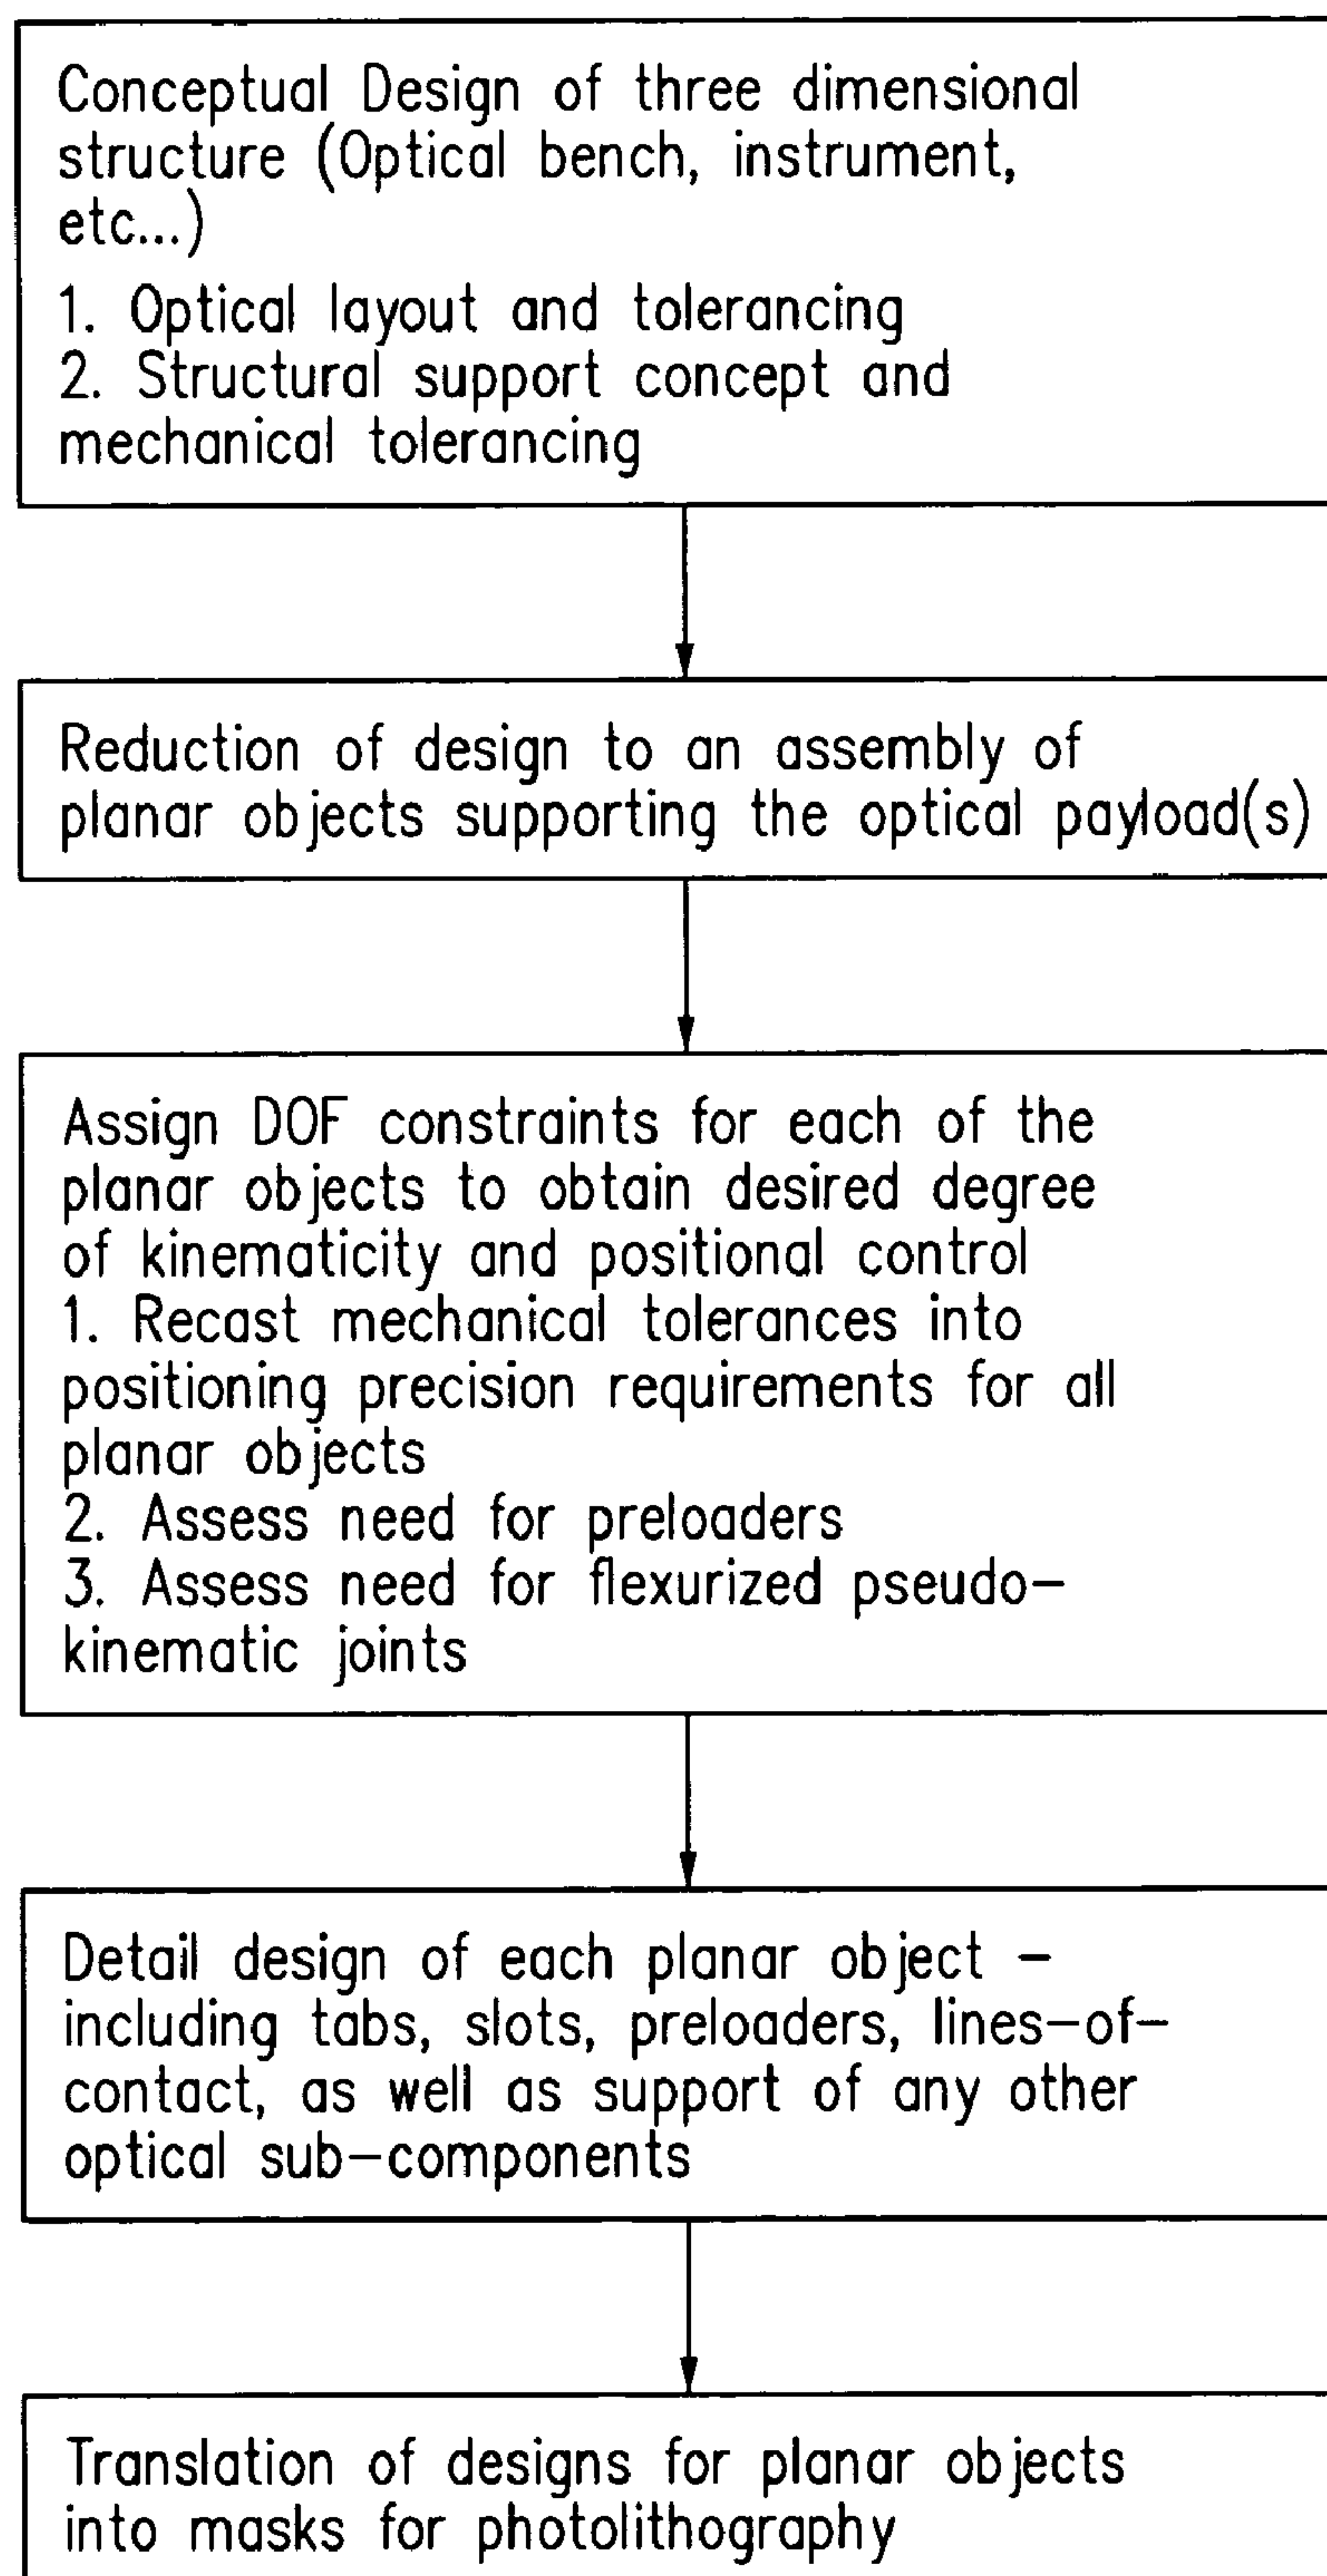 Conceptual Design of three dimensional
structure (Optical bench, instrument,
etc...)
1. Optical layout and tolerancing
2. Structural support concept and
mechanical tolerancing
Reduction of design to an assembly of
planar objects supporting the optical payload(s)
Assign DOF constraints for each of the
planar objects to obtain desired degree
of kinematicity and positional control
1. Recast mechanical tolerances into
positioning precision requirements for all
planar objects
2. Assess need for preloaders
3. Assess need for flexurized pseudo-
kinematic joints
Detail design of each planar object -
including tabs, slots, preloaders, lines-of-
contact, as well as support of any other
optical sub-components
Translation of designs for planar objects
into masks for photolithography